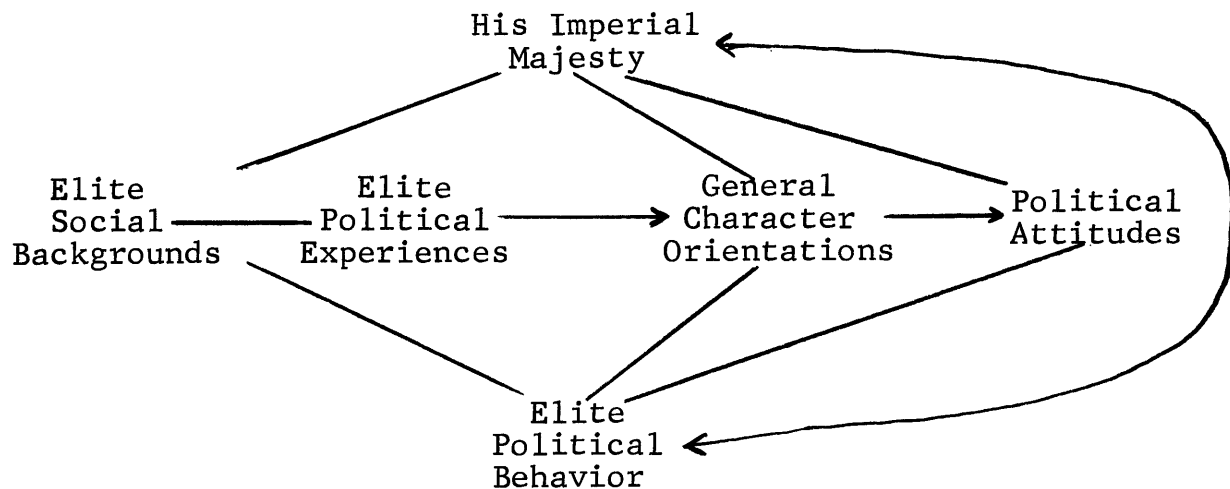 His Imperial
Majesty
Elite
Social
Backgrounds
Elite
Political
Experiences
General
Character
Orientations
Political
Attitudes
Elite
Political
Behavior